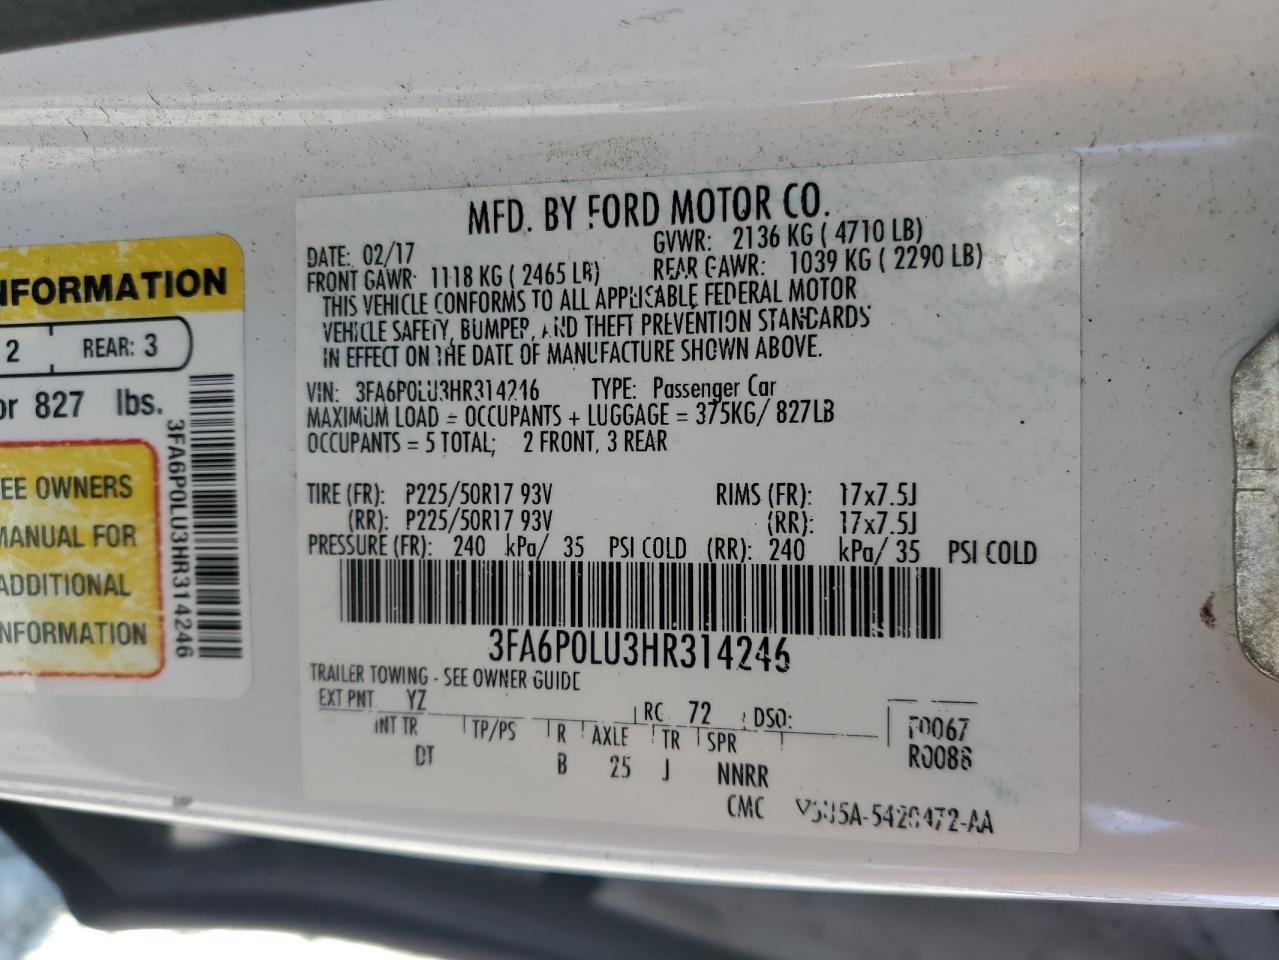 NFORMATION
2 REAR: 3
or 827 lbs.
EE OWNERS
MANUAL FOR
ADDITIONAL
NFORMATION
3FA6P0LU3HR314246
MFD. BY FORD MOTOR CO.
DATE: 02/17 GVWR: 2136 KG ( 4710 LB)
FRONT GAWR: 1118 KG ( 2465 LB) REAR GAWR: 1039 KG ( 2290 LB)
THIS VEHICLE CONFORMS TO ALL APPLICABLE FEDERAL MOTOR
VEHICLE SAFETY, BUMPER, AND THEFT PREVENTION STANDARDS
IN EFFECT ON THE DATE OF MANUFACTURE SHOWN ABOVE.
VIN: 3FA6P0LU3HR314246 TYPE: Passenger Car
MAXIMUM LOAD = OCCUPANTS + LUGGAGE = 375KG/ 827LB
OCCUPANTS = 5 TOTAL; 2 FRONT, 3 REAR
TIRE (FR): P225/50R17 93V RIMS (FR): 17x7.5J
(RR): P225/50R17 93V (RR): 17x7.5J
PRESSURE (FR): 240 kPa/ 35 PSI COLD (RR): 240 kPa/ 35 PSI COLD
3FA6P0LU3HR314246
TRAILER TOWING - SEE OWNER GUIDE
EXT PNT YZ RC 72 DSO:
INT TR TP/PS R AXLE TR SPR F0067
DT B 25 J NNRR R0088
CMC